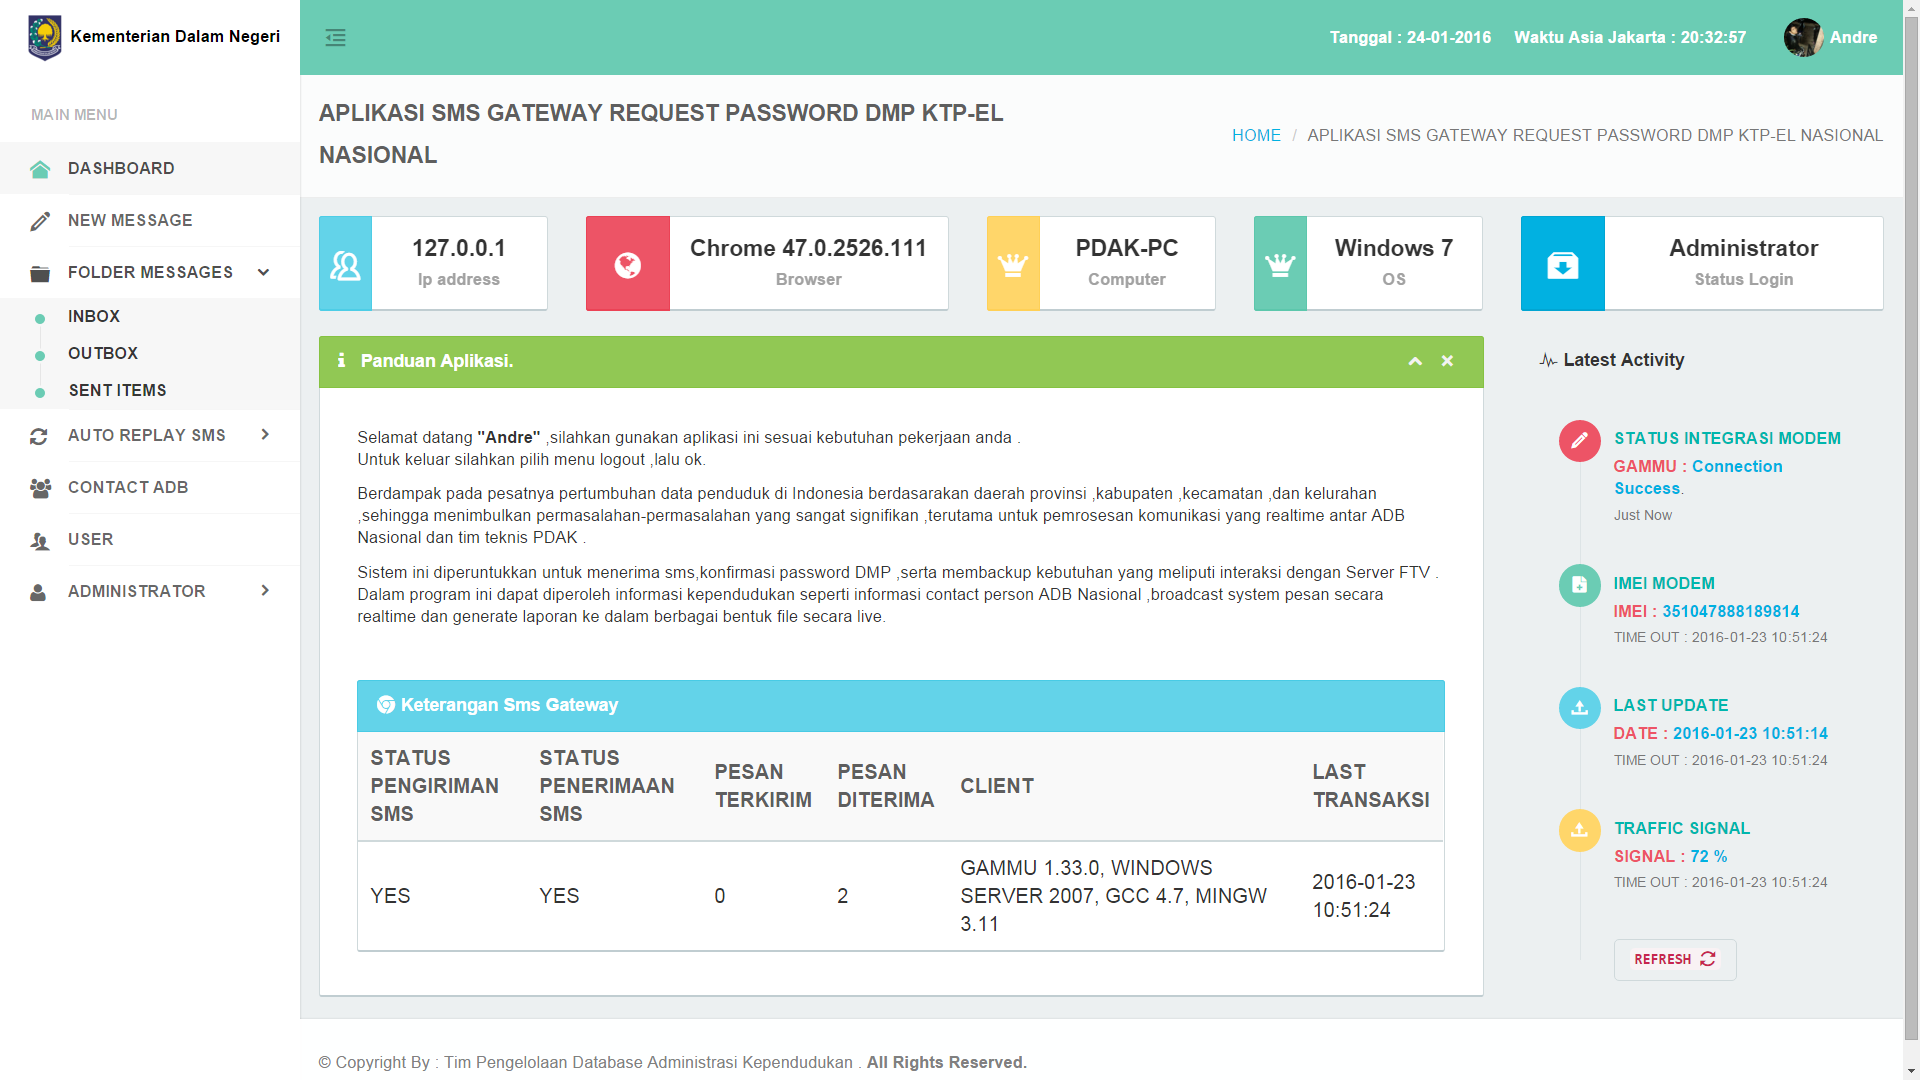 Kementerian Dalam Negeri
Tanggal : 24-01-2016 Waktu Asia Jakarta : 20:32:57 Andre
MAIN MENU
DASHBOARD
NEW MESSAGE
FOLDER MESSAGES
INBOX
OUTBOX
SENT ITEMS
AUTO REPLAY SMS
CONTACT ADB
USER
ADMINISTRATOR
APLIKASI SMS GATEWAY REQUEST PASSWORD DMP KTP-EL
NASIONAL
HOME / APLIKASI SMS GATEWAY REQUEST PASSWORD DMP KTP-EL NASIONAL
127.0.0.1
Ip address
Chrome 47.0.2526.111
Browser
PDAK-PC
Computer
Windows 7
OS
Administrator
Status Login
Panduan Aplikasi.
Selamat datang "Andre" ,silahkan gunakan aplikasi ini sesuai kebutuhan pekerjaan anda .
Untuk keluar silahkan pilih menu logout ,lalu ok.
Berdampak pada pesatnya pertumbuhan data penduduk di Indonesia berdasarakan daerah provinsi ,kabupaten ,kecamatan ,dan kelurahan
,sehingga menimbulkan permasalahan-permasalahan yang sangat signifikan ,terutama untuk pemrosesan komunikasi yang realtime antar ADB
Nasional dan tim teknis PDAK .
Sistem ini diperuntukkan untuk menerima sms,konfirmasi password DMP ,serta membackup kebutuhan yang meliputi interaksi dengan Server FTV .
Dalam program ini dapat diperoleh informasi kependudukan seperti informasi contact person ADB Nasional ,broadcast system pesan secara
realtime dan generate laporan ke dalam berbagai bentuk file secara live.
Keterangan Sms Gateway
STATUS
PENGIRIMAN
SMS
STATUS
PENERIMAAN
SMS
PESAN
TERKIRIM
PESAN
DITERIMA
CLIENT
LAST
TRANSAKSI
YES
YES
0
2
GAMMU 1.33.0, WINDOWS
SERVER 2007, GCC 4.7, MINGW
3.11
2016-01-23
10:51:24
Latest Activity
STATUS INTEGRASI MODEM
GAMMU : Connection
Success.
Just Now
IMEI MODEM
IMEI : 351047888189814
TIME OUT : 2016-01-23 10:51:24
LAST UPDATE
DATE : 2016-01-23 10:51:14
TIME OUT : 2016-01-23 10:51:24
TRAFFIC SIGNAL
SIGNAL : 72 %
TIME OUT : 2016-01-23 10:51:24
REFRESH
© Copyright By : Tim Pengelolaan Database Administrasi Kependudukan . All Rights Reserved.